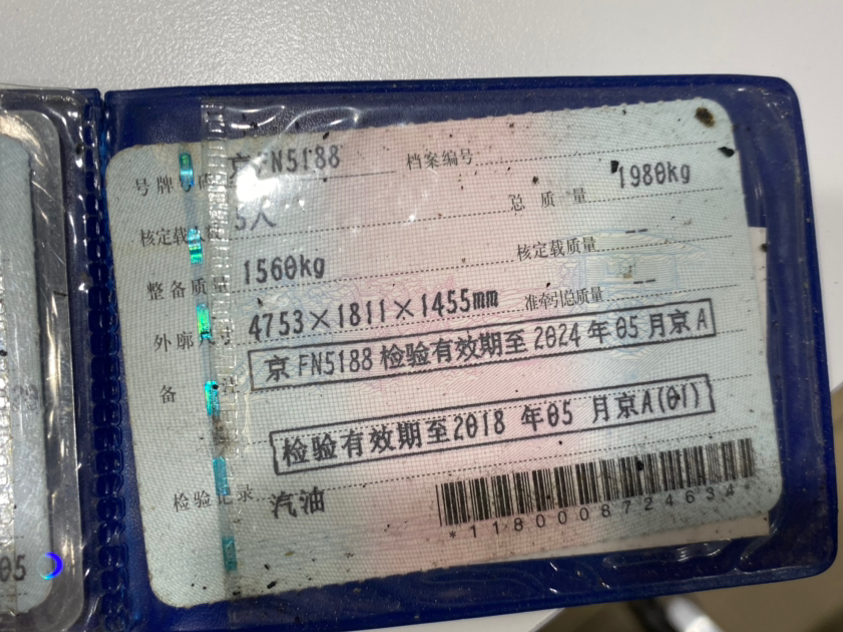 号牌号码 京FN5188 档案编号
核定载人数 5人 总质量 1980kg
整备质量 1560kg 核定载质量 --
外廓尺寸 4753×1811×1455mm 准牵引总质量 --
备注 京FN5188检验有效期至2024年05月京A
检验有效期至2018 年05 月京A(01)
检验记录 汽油
*1180008724634
05